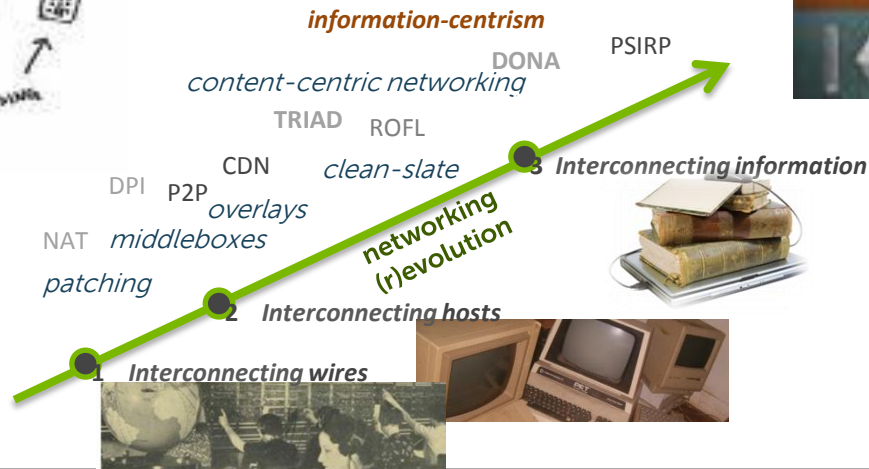 information-centrism
DONA
PSIRP
content-centric networking
TRIAD
ROFL
CDN
clean-slate
3 Interconnecting information
DPI
P2P
overlays
NAT
middleboxes
networking
(r)evolution
patching
2 Interconnecting hosts
1 Interconnecting wires